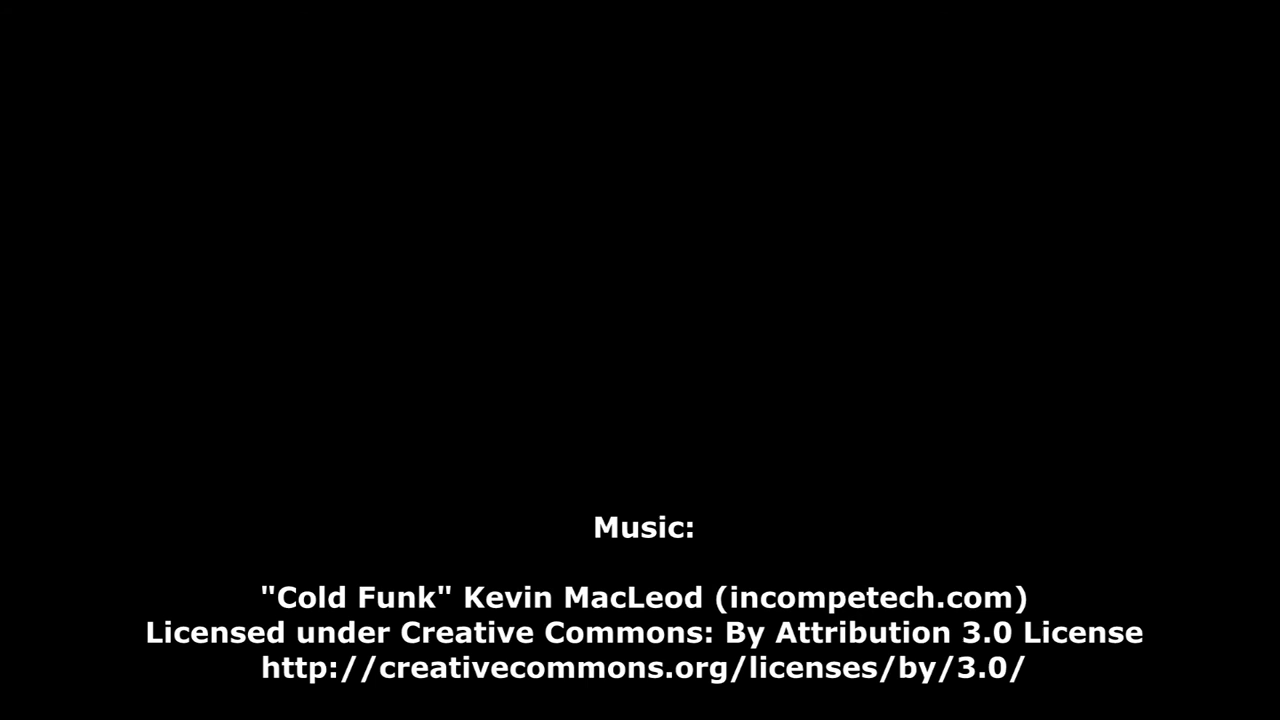 Music:
"Cold Funk" Kevin MacLeod (incompetech.com)
Licensed under Creative Commons: By Attribution 3.0 License
http://creativecommons.org/licenses/by/3.0/